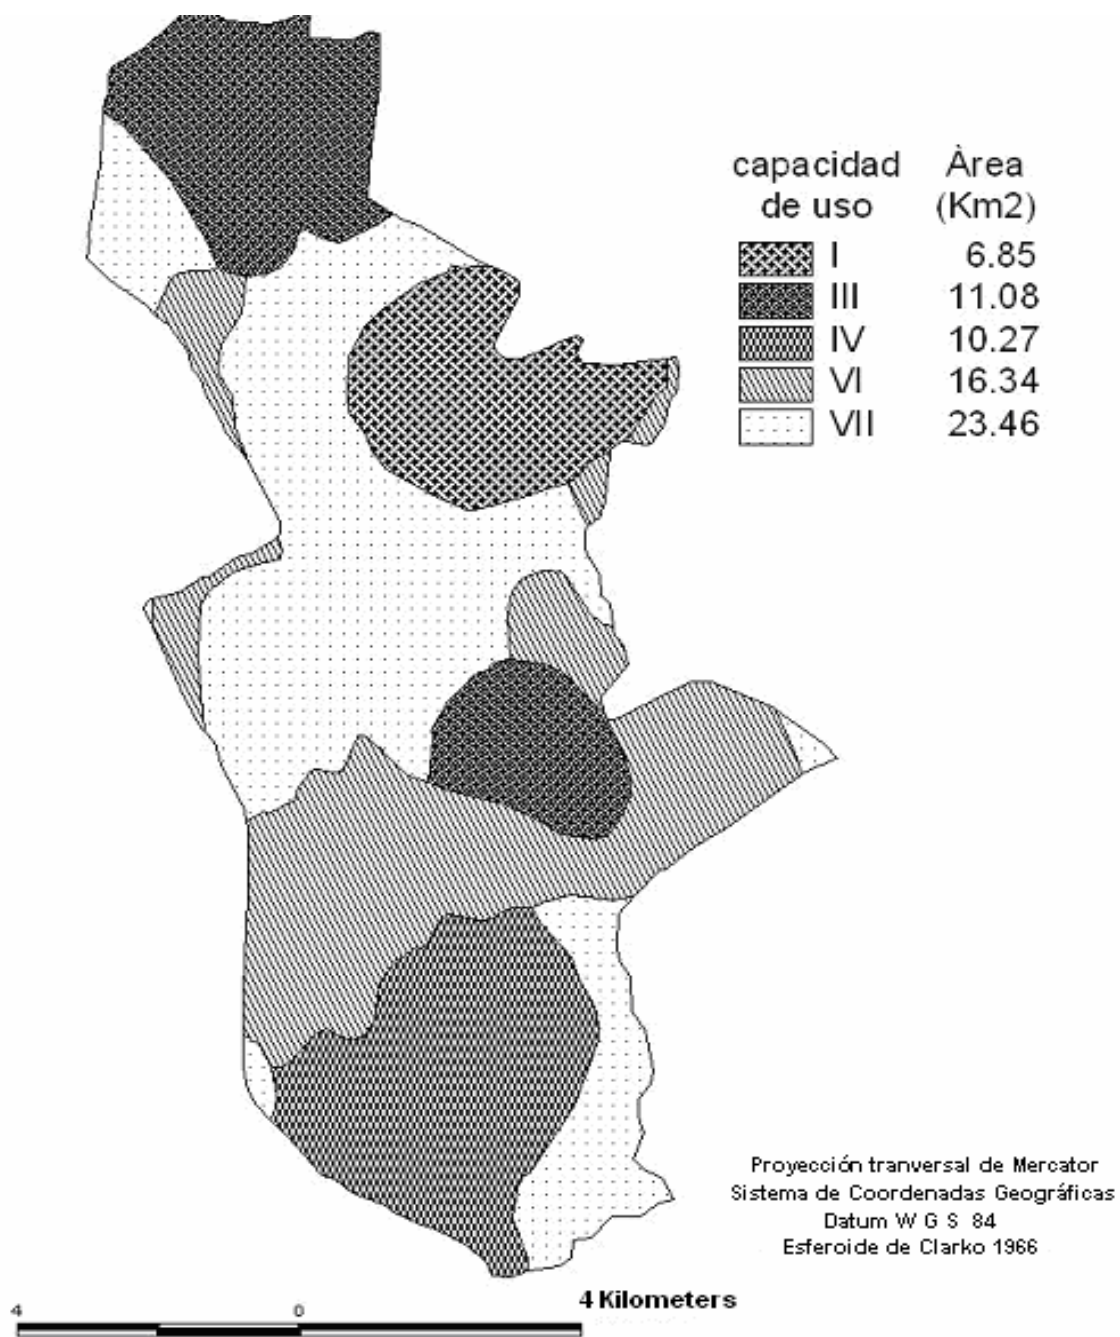 capacidad Àrea
de uso (Km2)
I 6.85
III 11.08
IV 10.27
VI 16.34
VII 23.46
Proyección tranversal de Mercator
Sistema de Coordenadas Geográficas
Datum W G S 84
Esferoide de Clarko 1966
4 0 4 Kilometers